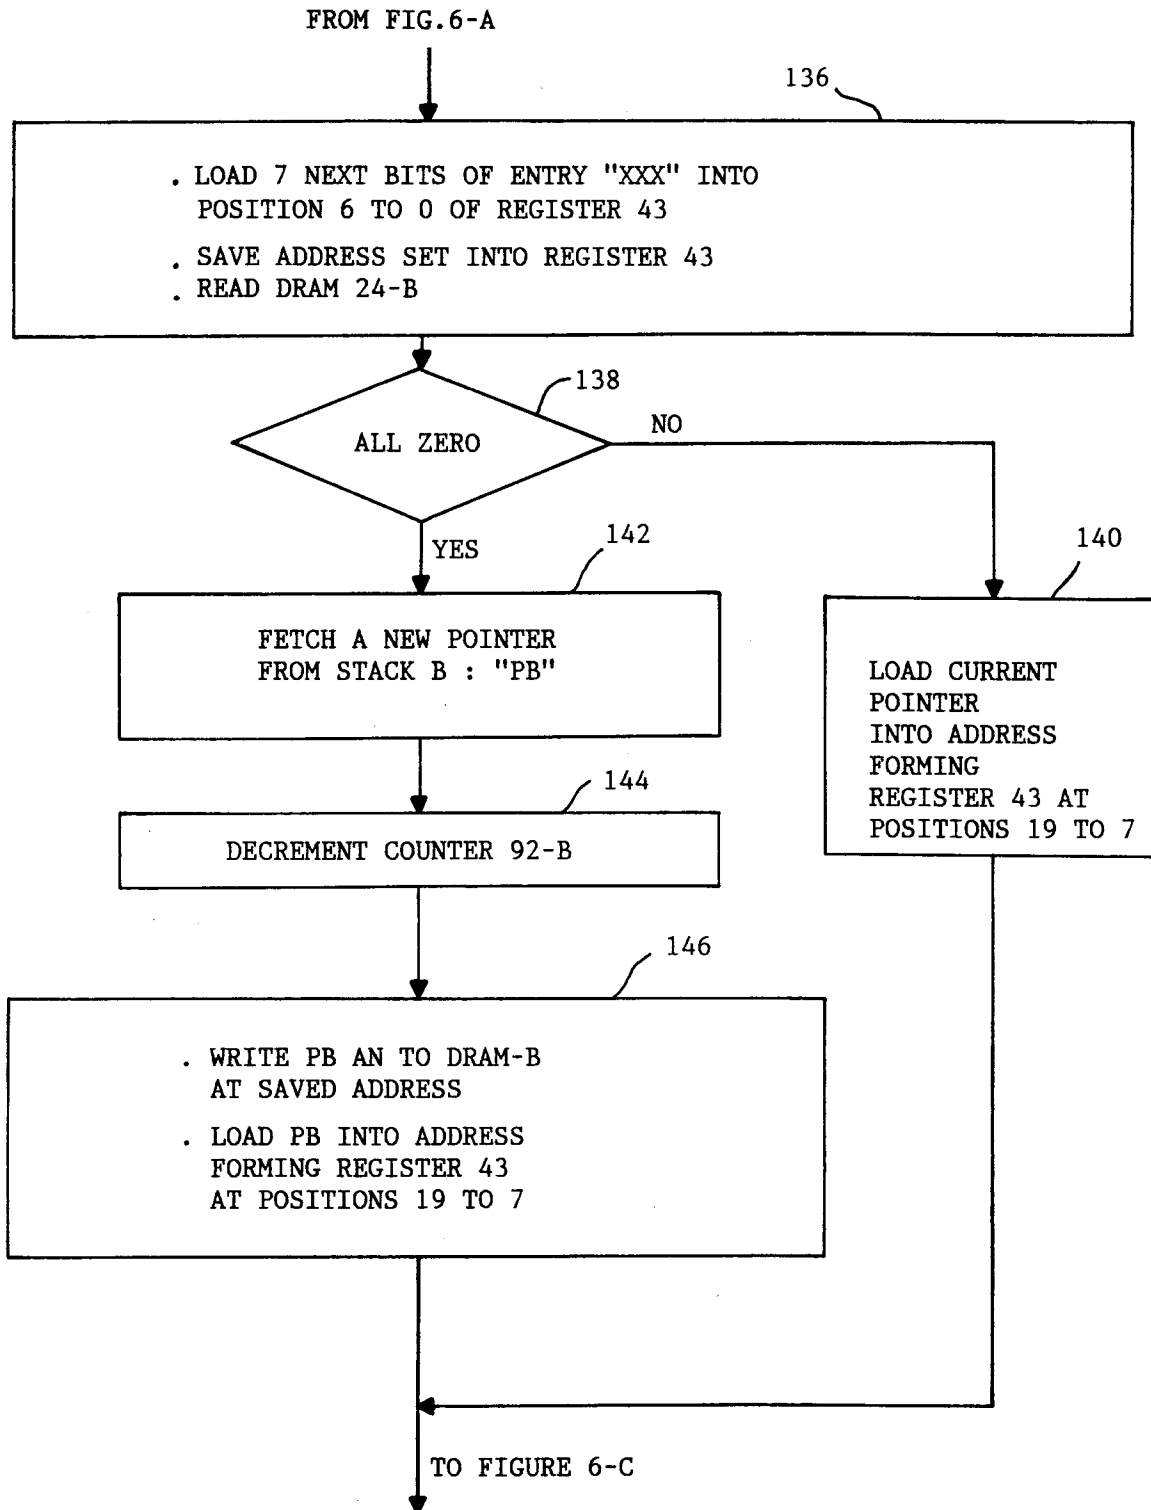 FROM FIG.6-A
136
. LOAD 7 NEXT BITS OF ENTRY "XXX" INTO
POSITION 6 TO 0 OF REGISTER 43
. SAVE ADDRESS SET INTO REGISTER 43
. READ DRAM 24-B
138
ALL ZERO
NO
YES
142
FETCH A NEW POINTER
FROM STACK B : "PB"
140
LOAD CURRENT
POINTER
INTO ADDRESS
FORMING
REGISTER 43 AT
POSITIONS 19 TO 7
144
DECREMENT COUNTER 92-B
146
. WRITE PB AN TO DRAM-B
AT SAVED ADDRESS
. LOAD PB INTO ADDRESS
FORMING REGISTER 43
AT POSITIONS 19 TO 7
TO FIGURE 6-C